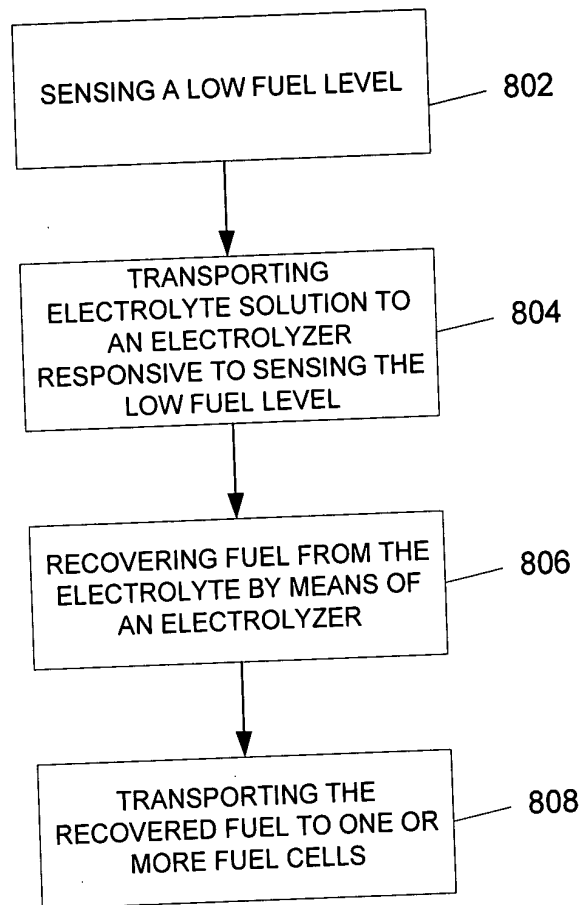 SENSING A LOW FUEL LEVEL
802
TRANSPORTING
ELECTROLYTE SOLUTION TO
AN ELECTROLYZER
RESPONSIVE TO SENSING THE
LOW FUEL LEVEL
804
RECOVERING FUEL FROM THE
ELECTROLYTE BY MEANS OF
AN ELECTROLYZER
806
TRANSPORTING THE
RECOVERED FUEL TO ONE OR
MORE FUEL CELLS
808